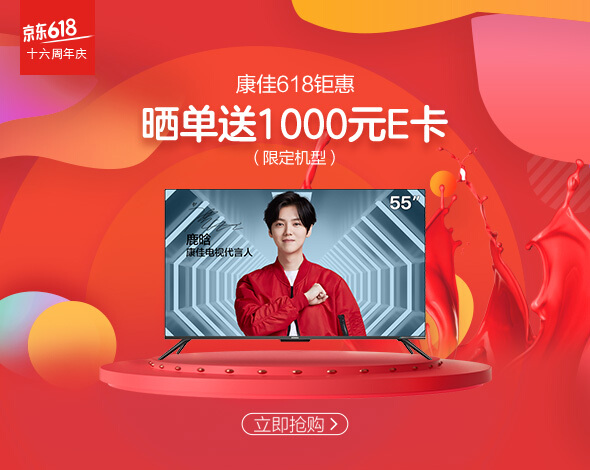 京东618
十六周年庆
康佳618钜惠
晒单送1000元E卡
（限定机型）
55"
鹿晗
康佳电视代言人
立即抢购